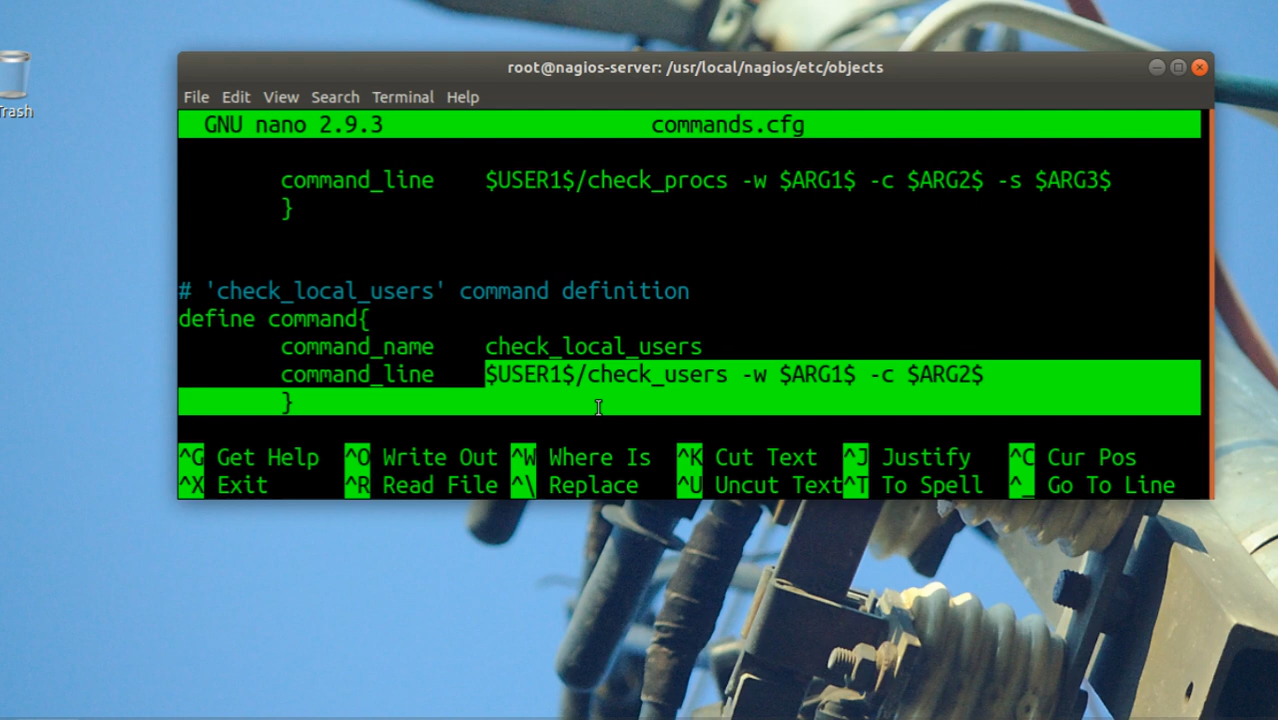 root@nagios-server: /usr/local/nagios/etc/objects
File Edit View Search Terminal Help
GNU nano 2.9.3 commands.cfg
Trash
command_line $USER1$/check_procs -w $ARG1$ -c $ARG2$ -s $ARG3$
}
# 'check_local_users' command definition
define command{
command_name check_local_users
command_line $USER1$/check_users -w $ARG1$ -c $ARG2$
}
^G Get Help ^O Write Out ^W Where Is ^K Cut Text ^J Justify ^C Cur Pos
^X Exit ^R Read File ^\ Replace ^U Uncut Text ^T To Spell ^_ Go To Line